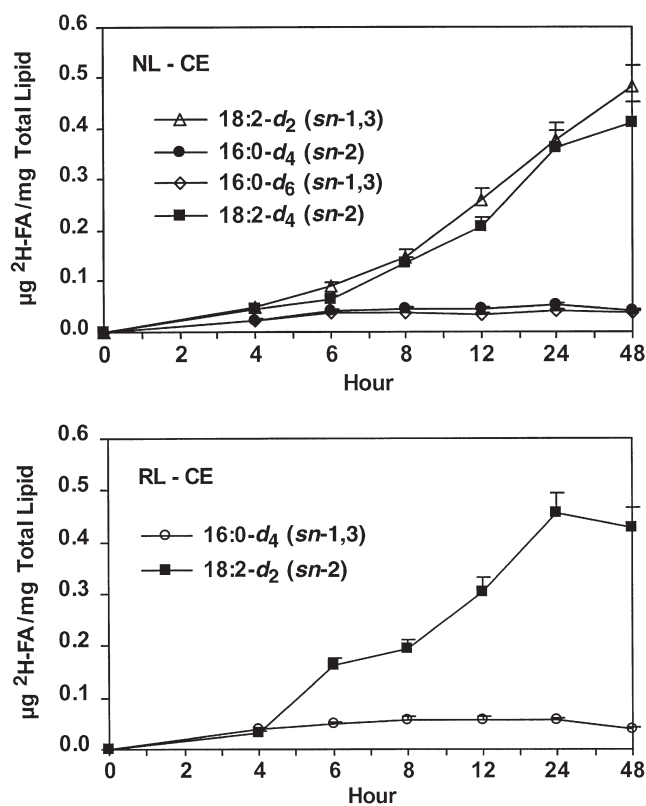 0.6
0.5
0.4
0.3
0.2
0.1
0.0
µg ²H-FA/mg Total Lipid
NL - CE
18:2-d₂ (sn-1,3)
16:0-d₄ (sn-2)
16:0-d₆ (sn-1,3)
18:2-d₄ (sn-2)
0 2 4 6 8 12 24 48
Hour
0.6
0.5
0.4
0.3
0.2
0.1
0.0
µg ²H-FA/mg Total Lipid
RL - CE
16:0-d₄ (sn-1,3)
18:2-d₂ (sn-2)
0 2 4 6 8 12 24 48
Hour